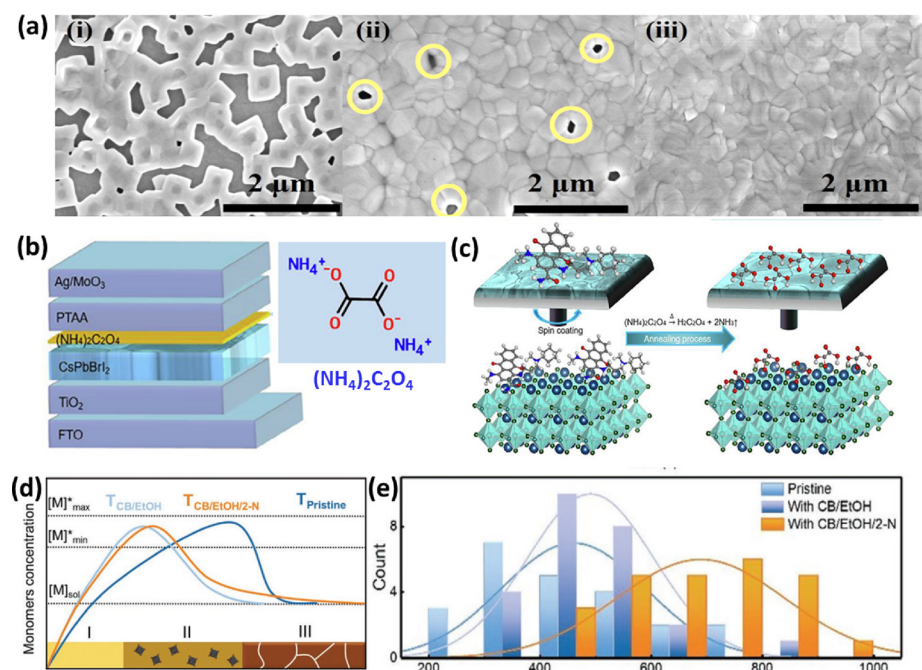 (a)
(i)
(ii)
(iii)
2 μm
2 μm
2 μm
(b)
Ag/MoO₃
PTAA
(NH₄)₂C₂O₄
CsPbBrI₂
TiO₂
FTO
NH₄⁺
⁻O
O
O
O⁻
NH₄⁺
(NH₄)₂C₂O₄
(c)
Spin coating
(NH₄)₂C₂O₄ →Δ H₂C₂O₄ + 2NH₃↑
Annealing process
(d)
Monomers concentration
[M]*max
[M]*min
[M]sol
TCB/EtOH
TCB/EtOH/2-N
TPristine
I
II
III
(e)
Count
8
4
0
Pristine
With CB/EtOH
With CB/EtOH/2-N
200
400
600
800
1000